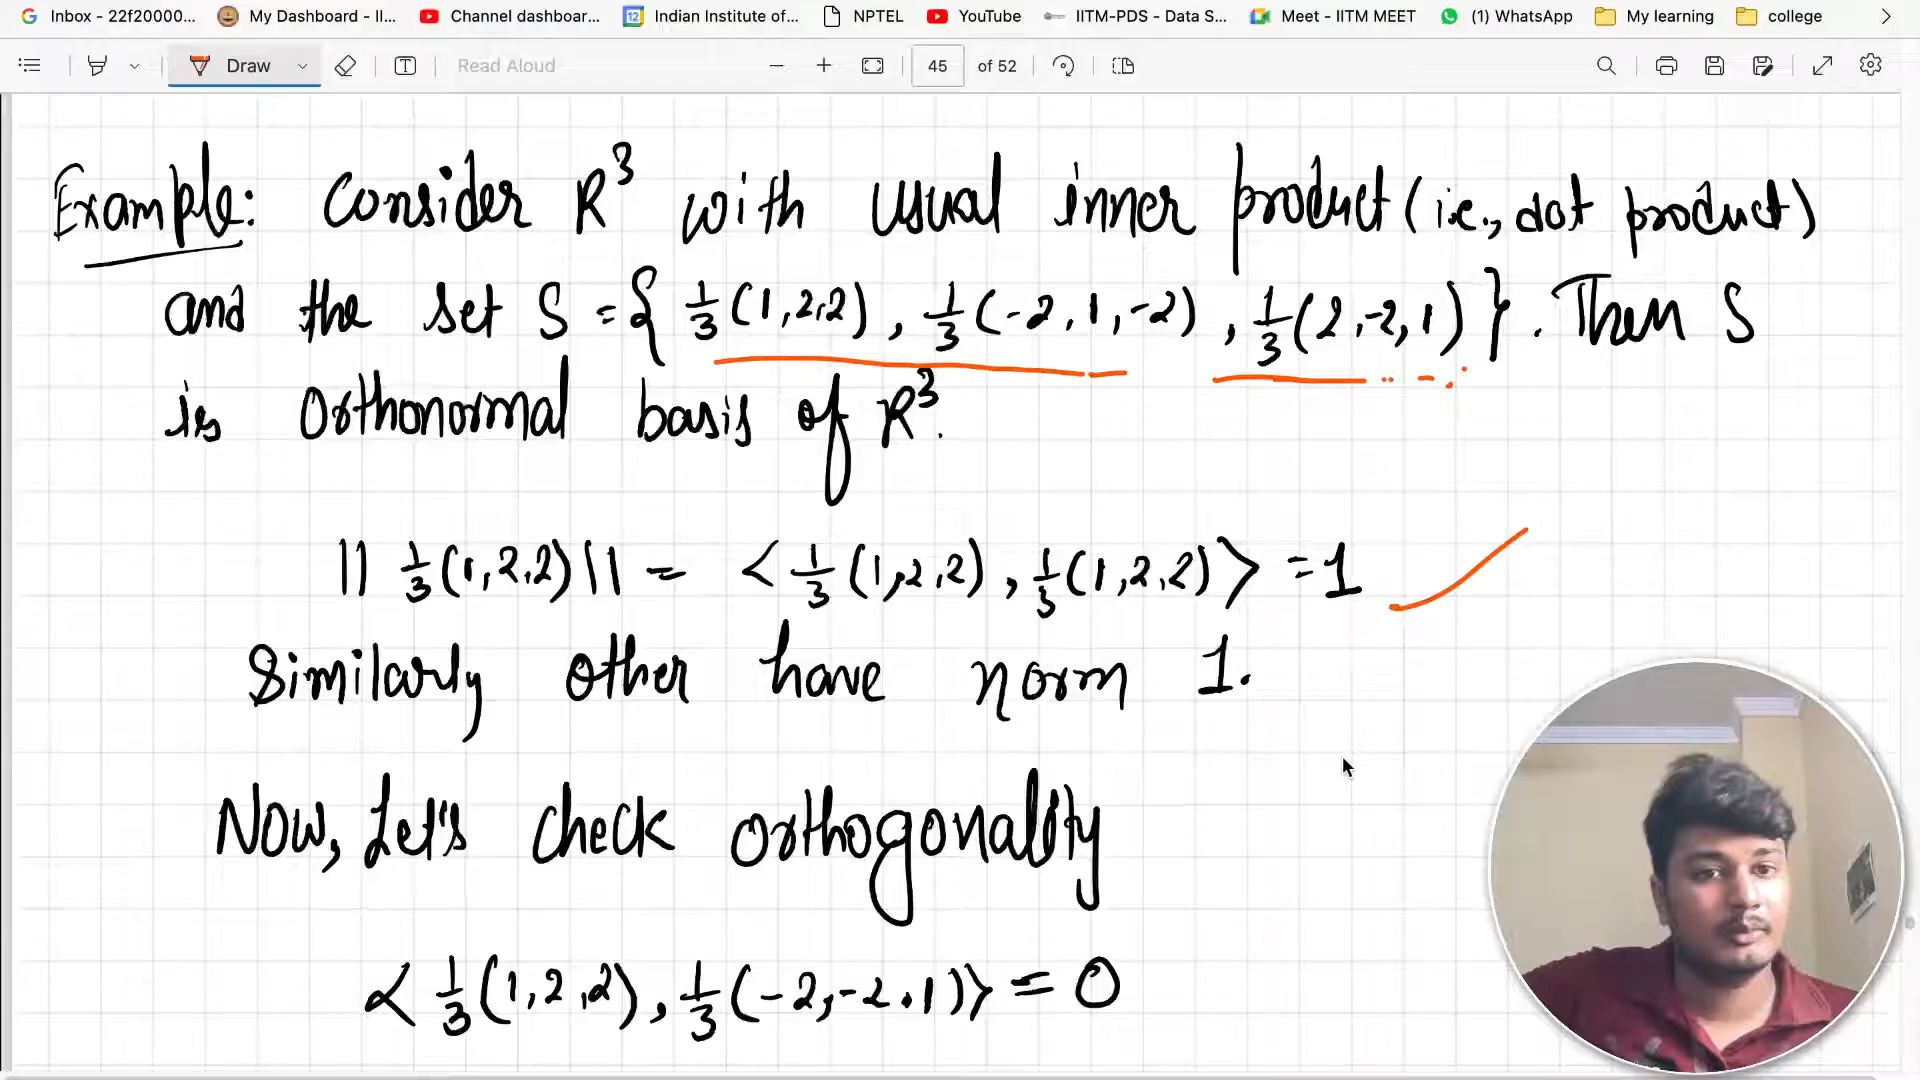 Inbox - 22f20000... My Dashboard - II... Channel dashboar... Indian Institute of... NPTEL YouTube IITM-PDS - Data S... Meet - IITM MEET (1) WhatsApp My learning college
Draw Read Aloud 45 of 52
Example: Consider R³ with usual inner product (i.e., dot product)
and the set S = { 1/3 (1,2,2), 1/3 (-2,1,-2), 1/3 (2,-2,1) }. Then S
is Orthonormal basis of R³.
|| 1/3 (1,2,2) || = < 1/3 (1,2,2), 1/3 (1,2,2) > = 1
Similarly other have norm 1.
Now, Let's check orthogonality
< 1/3 (1,2,2), 1/3 (-2,-2,1) > = 0